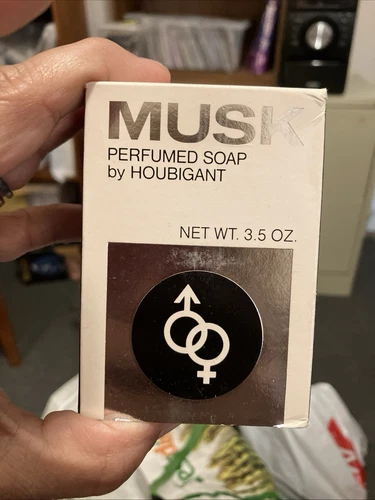 MUSK
PERFUMED SOAP
by HOUBIGANT
NET WT. 3.5 OZ.